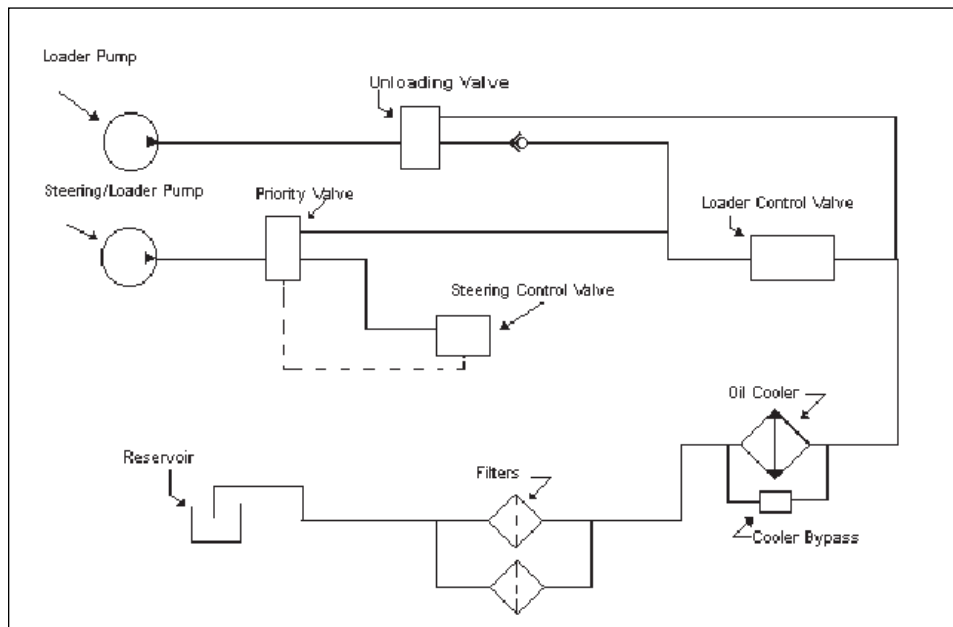 Loader Pump
Unloading Valve
Steering/Loader Pump
Priority Valve
Loader Control Valve
Steering Control Valve
Oil Cooler
Reservoir
Filters
Cooler Bypass